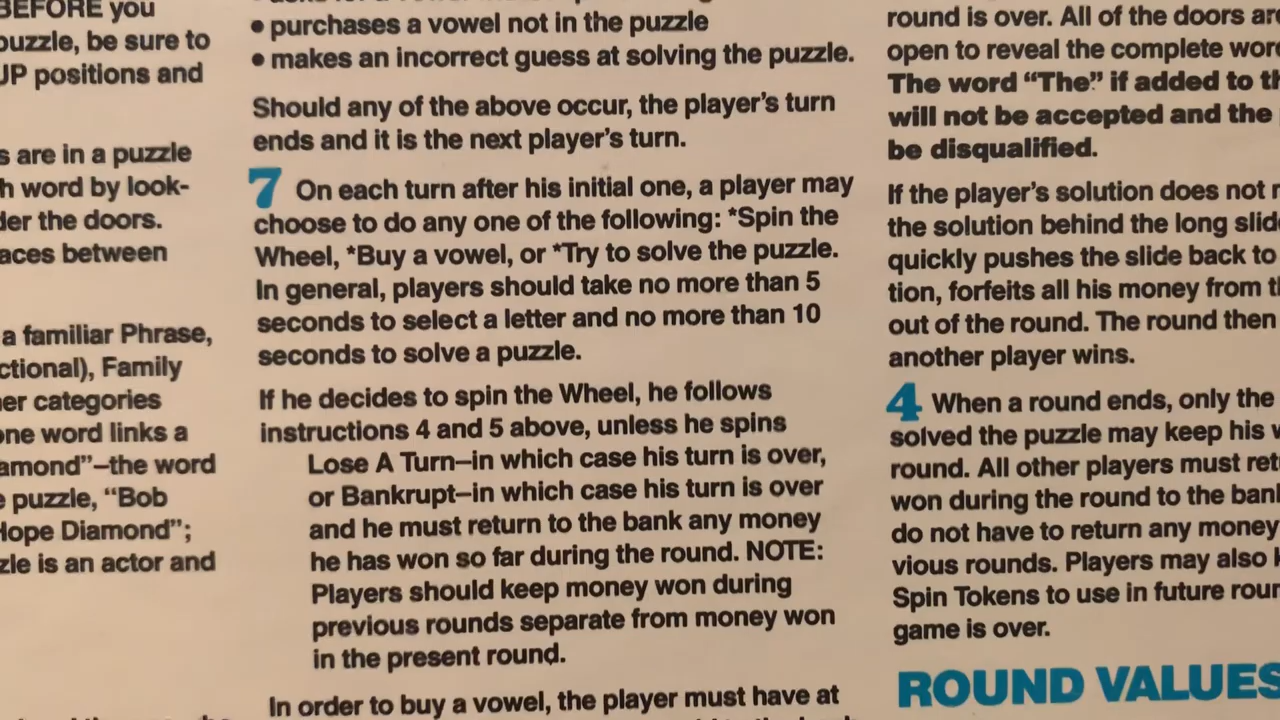 BEFORE you
puzzle, be sure to
UP positions and
s are in a puzzle
h word by look-
der the doors.
aces between
a familiar Phrase,
ctional), Family
her categories
one word links a
amond"–the word
e puzzle, "Bob
Hope Diamond";
zle is an actor and
• purchases a vowel not in the puzzle
• makes an incorrect guess at solving the puzzle.
Should any of the above occur, the player's turn
ends and it is the next player's turn.
7 On each turn after his initial one, a player may
choose to do any one of the following: *Spin the
Wheel, *Buy a vowel, or *Try to solve the puzzle.
In general, players should take no more than 5
seconds to select a letter and no more than 10
seconds to solve a puzzle.
If he decides to spin the Wheel, he follows
instructions 4 and 5 above, unless he spins
Lose A Turn–in which case his turn is over,
or Bankrupt–in which case his turn is over
and he must return to the bank any money
he has won so far during the round. NOTE:
Players should keep money won during
previous rounds separate from money won
in the present round.
In order to buy a vowel, the player must have at
round is over. All of the doors are
open to reveal the complete word
The word "The" if added to th
will not be accepted and the
be disqualified.
If the player's solution does not m
the solution behind the long slide
quickly pushes the slide back to
tion, forfeits all his money from th
out of the round. The round then
another player wins.
4 When a round ends, only the
solved the puzzle may keep his w
round. All other players must ret
won during the round to the bank
do not have to return any money
vious rounds. Players may also k
Spin Tokens to use in future roun
game is over.
ROUND VALUES